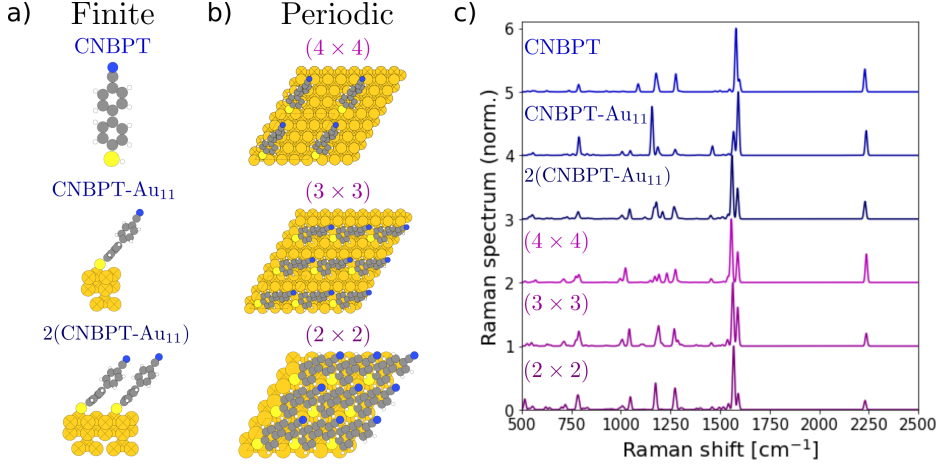 a) Finite
CNBPT
CNBPT-Au₁₁
2(CNBPT-Au₁₁)
b) Periodic
(4 × 4)
(3 × 3)
(2 × 2)
c)
Raman spectrum (norm.)
6
5
4
3
2
1
0
CNBPT
CNBPT-Au₁₁
2(CNBPT-Au₁₁)
(4 × 4)
(3 × 3)
(2 × 2)
500 750 1000 1250 1500 1750 2000 2250 2500
Raman shift [cm⁻¹]